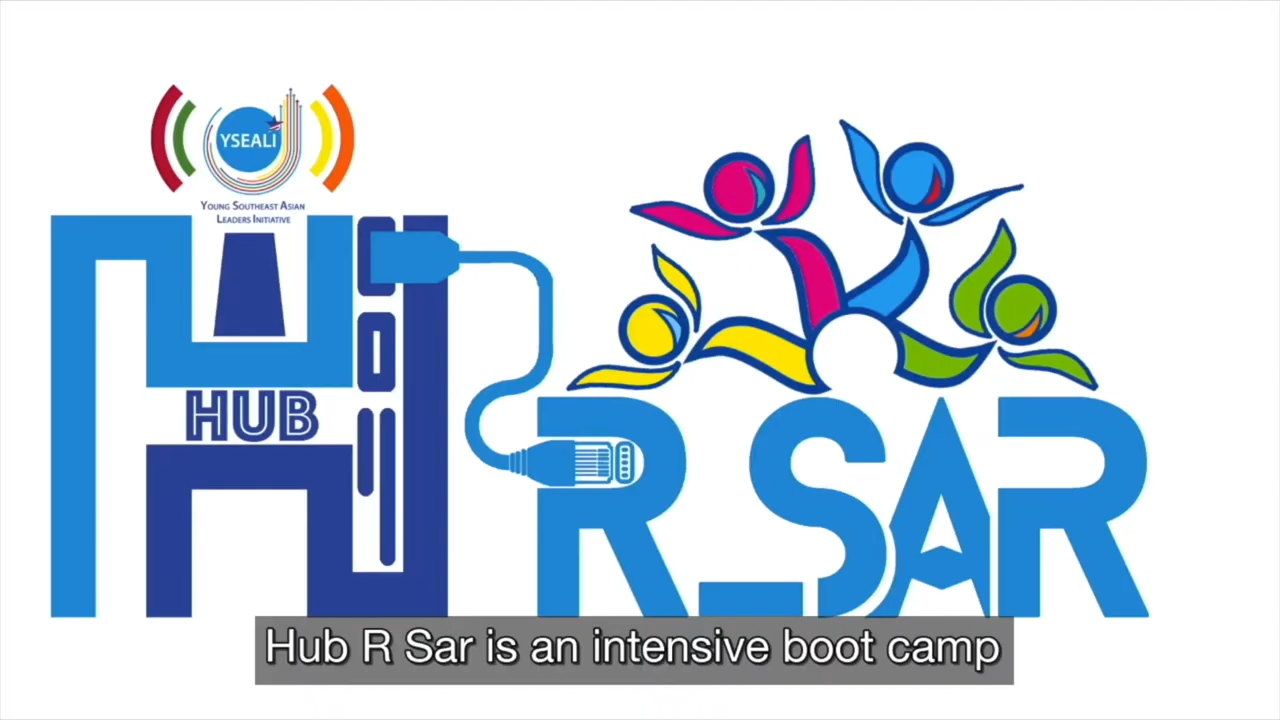 YSEALI
Young Southeast Asian
Leaders Initiative
HUB
R_SAR
Hub R Sar is an intensive boot camp